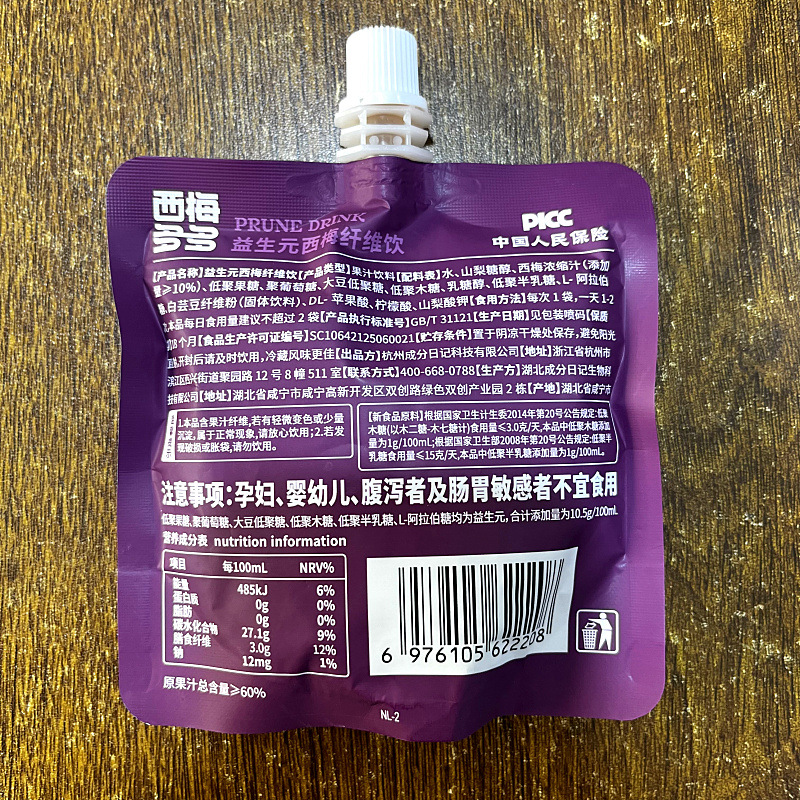 西梅
多多
PRUNE DRINK
益生元西梅纤维饮
PICC
中国人民保险
【产品名称】益生元西梅纤维饮【产品类型】果汁饮料【配料表】水、山梨糖醇、西梅浓缩汁（添加
量≥10%）、低聚果糖、聚葡萄糖、大豆低聚糖、低聚木糖、乳糖醇、低聚半乳糖、L-阿拉伯
糖、白芸豆纤维粉（固体饮料）、DL-苹果酸、柠檬酸、山梨酸钾【食用方法】每次1袋，一天1-2
本品每日食用量建议不超过2袋【产品执行标准号】GB/T 31121【生产日期】见包装喷码【保质
18个月【食品生产许可证编号】SC10642125060021【贮存条件】置于阴凉干燥处保存，避免阳光
开封后请及时饮用，冷藏风味更佳【出品方】杭州成分日记科技有限公司【地址】浙江省杭州市
滨江区西兴街道聚园路12号8幢511室【联系方式】400-668-0788【生产方】湖北成分日记生物科
技有限公司【地址】湖北省咸宁市咸宁高新开发区双创路绿色双创产业园2栋【产地】湖北省咸宁市
1.本品含果汁纤维，若有轻微变色或少量
沉淀，属于正常现象，请放心饮用；2.若发
现破损或胀袋，请勿饮用。
【新食品原料】根据国家卫生计生委2014年第20号公告规定：低聚
木糖（以木二糖-木七糖计）食用量≤3.0克/天，本品中低聚木糖添加
量为1g/100mL；根据国家卫生部2008年第20号公告规定：低聚半
乳糖食用量≤15克/天，本品中低聚半乳糖添加量为1g/100mL。
注意事项：孕妇、婴幼儿、腹泻者及肠胃敏感者不宜食用
低聚果糖、聚葡萄糖、大豆低聚糖、低聚木糖、低聚半乳糖、L-阿拉伯糖均为益生元，合计添加量为10.5g/100mL
营养成分表 nutrition information
项目 每100mL NRV%
能量 485kJ 6%
蛋白质 0g 0%
脂肪 0g 0%
碳水化合物 27.1g 9%
膳食纤维 3.0g 12%
钠 12mg 1%
6 976105 622208
原果汁总含量≥60%
NL-2